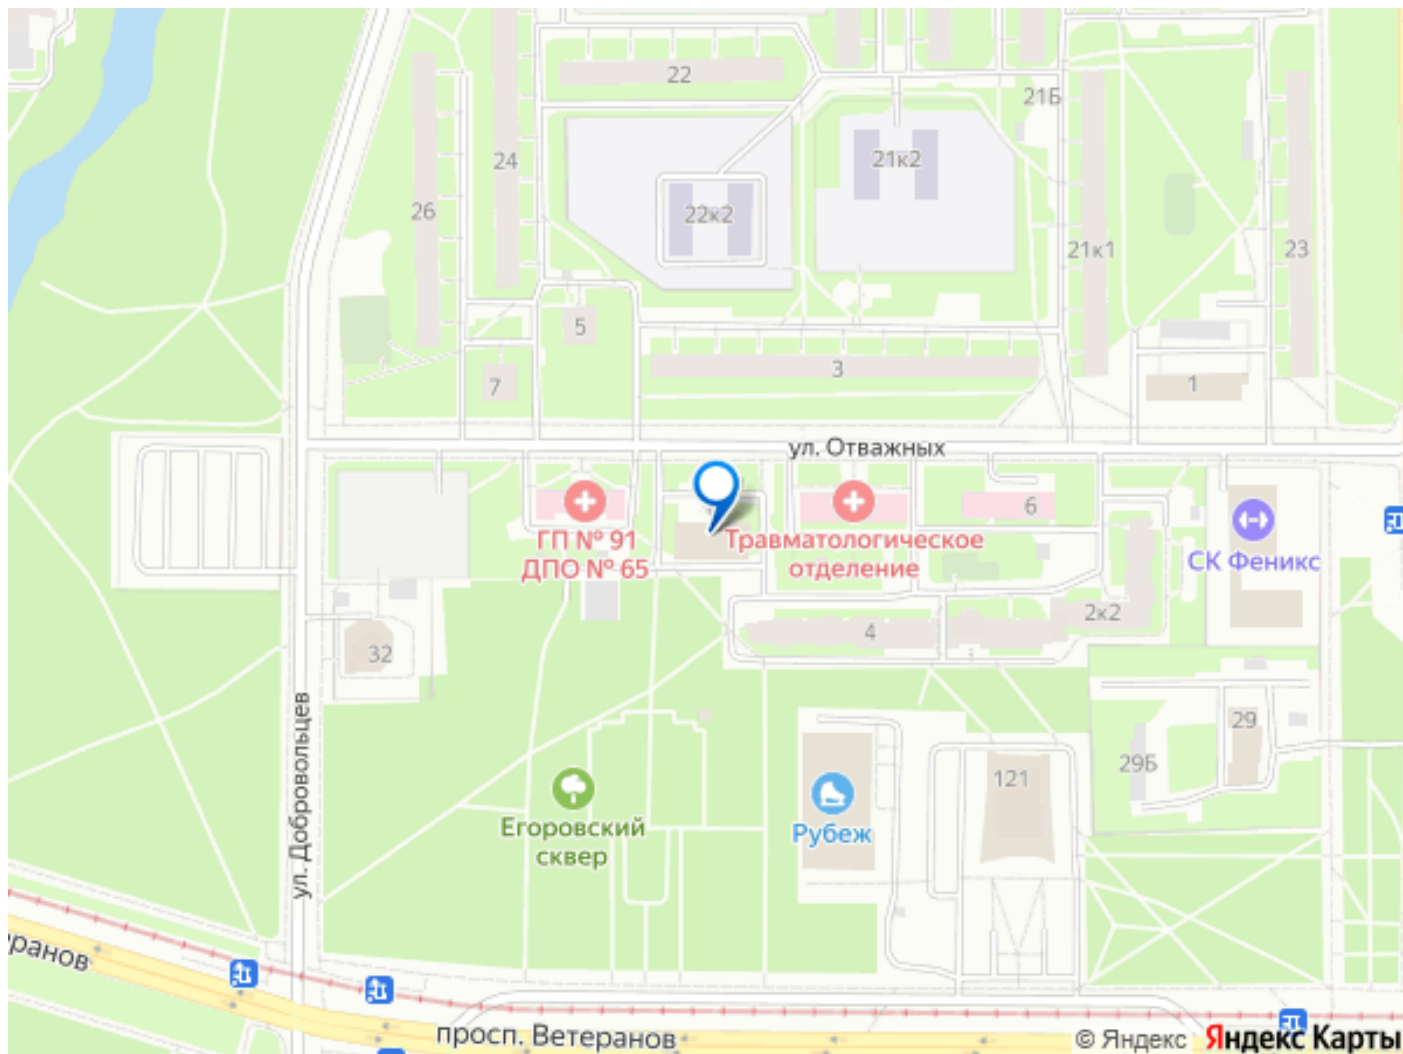 22
21Б
24
21к2
26
22к2
21к1
23
5
3
7
1
ул. Отважных
6
ГП № 91
ДПО № 65
Травматологическое
отделение
СК Феникс
4
2к2
32
ул. Добровольцев
29
29Б
121
Егоровский
сквер
Рубеж
еранов
просп. Ветеранов
© Яндекс
Яндекс Карты